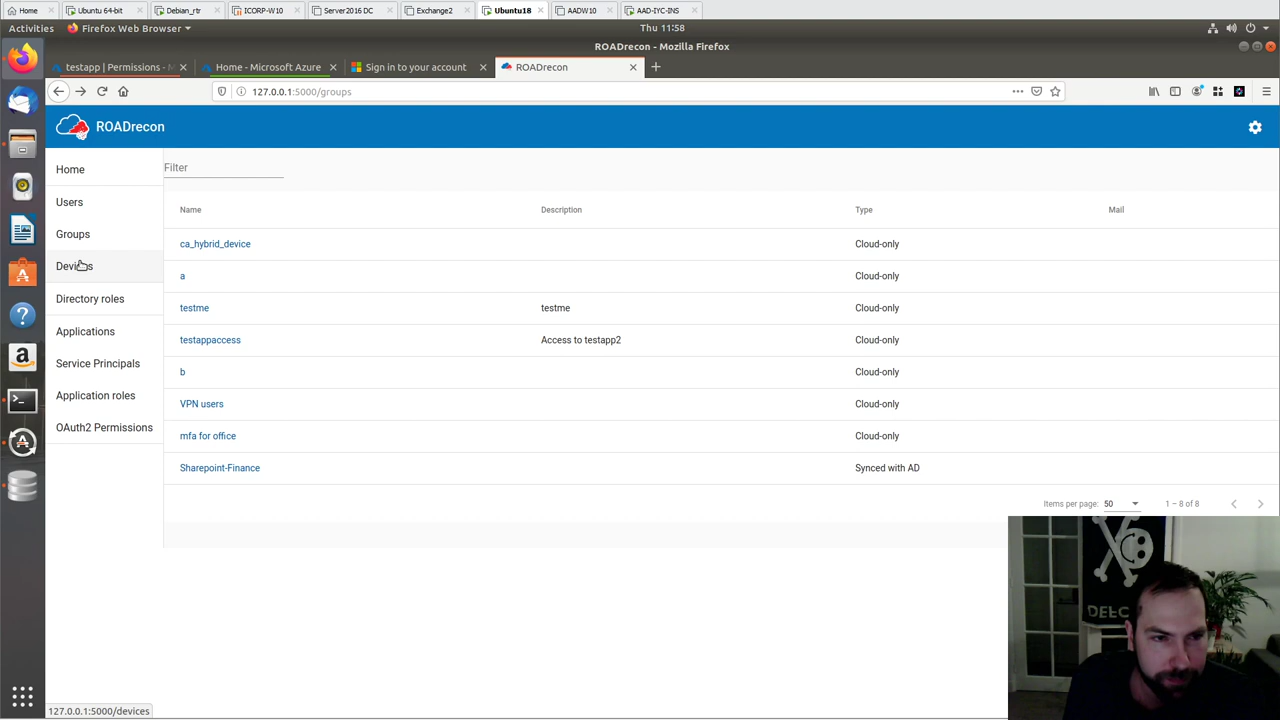 Home
Ubuntu 64-bit
Debian_rtr
ICORP-W10
Server2016 DC
Exchange2
Ubuntu18
AADW10
AAD-IYC-INS
Activities
Firefox Web Browser
Thu 11:58
ROADrecon - Mozilla Firefox
testapp | Permissions -
Home - Microsoft Azure
Sign in to your account
ROADrecon
127.0.0.1:5000/groups
ROADrecon
Home
Users
Groups
Devices
Directory roles
Applications
Service Principals
Application roles
OAuth2 Permissions
Filter
Name Description Type Mail
ca_hybrid_device Cloud-only
a Cloud-only
testme testme Cloud-only
testappaccess Access to testapp2 Cloud-only
b Cloud-only
VPN users Cloud-only
mfa for office Cloud-only
Sharepoint-Finance Synced with AD
Items per page: 50 1 – 8 of 8
127.0.0.1:5000/devices